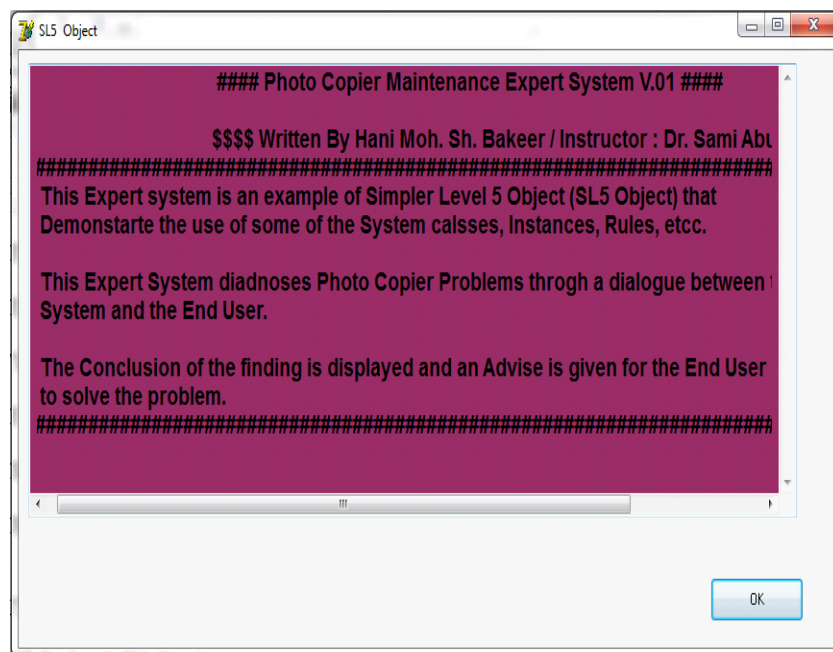 SL5 Object
#### Photo Copier Maintenance Expert System V.01 ####
$$$$ Written By Hani Moh. Sh. Bakeer / Instructor : Dr. Sami Abu
#######################################################################
This Expert system is an example of Simpler Level 5 Object (SL5 Object) that
Demonstarte the use of some of the System calsses, Instances, Rules, etcc.
This Expert System diadnoses Photo Copier Problems throgh a dialogue between
System and the End User.
The Conclusion of the finding is displayed and an Advise is given for the End User
to solve the problem.
#######################################################################
OK